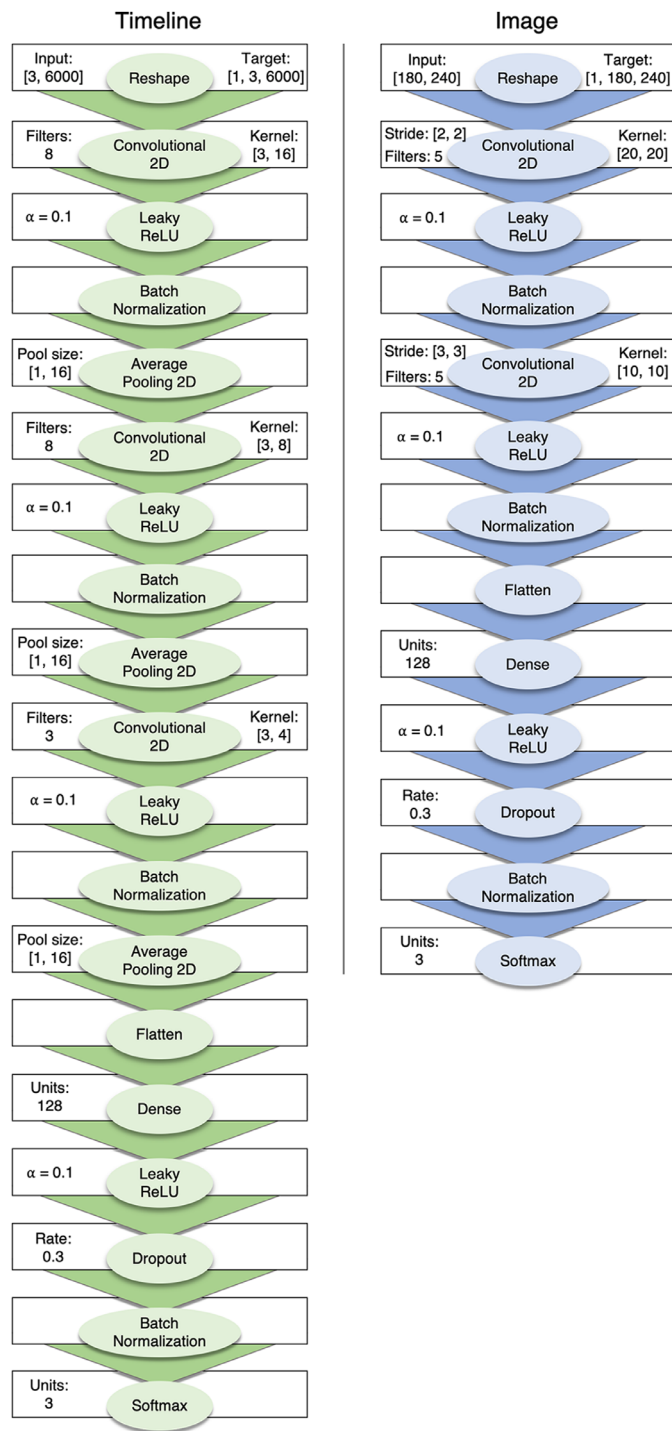 Timeline
Input:
[3, 6000]
Reshape
Target:
[1, 3, 6000]
Filters:
8
Convolutional
2D
Kernel:
[3, 16]
α = 0.1
Leaky
ReLU
Batch
Normalization
Pool size:
[1, 16]
Average
Pooling 2D
Filters:
8
Convolutional
2D
Kernel:
[3, 8]
α = 0.1
Leaky
ReLU
Batch
Normalization
Pool size:
[1, 16]
Average
Pooling 2D
Filters:
3
Convolutional
2D
Kernel:
[3, 4]
α = 0.1
Leaky
ReLU
Batch
Normalization
Pool size:
[1, 16]
Average
Pooling 2D
Flatten
Units:
128
Dense
α = 0.1
Leaky
ReLU
Rate:
0.3
Dropout
Batch
Normalization
Units:
3
Softmax
Image
Input:
[180, 240]
Reshape
Target:
[1, 180, 240]
Stride: [2, 2]
Filters: 5
Convolutional
2D
Kernel:
[20, 20]
α = 0.1
Leaky
ReLU
Batch
Normalization
Stride: [3, 3]
Filters: 5
Convolutional
2D
Kernel:
[10, 10]
α = 0.1
Leaky
ReLU
Batch
Normalization
Flatten
Units:
128
Dense
α = 0.1
Leaky
ReLU
Rate:
0.3
Dropout
Batch
Normalization
Units:
3
Softmax